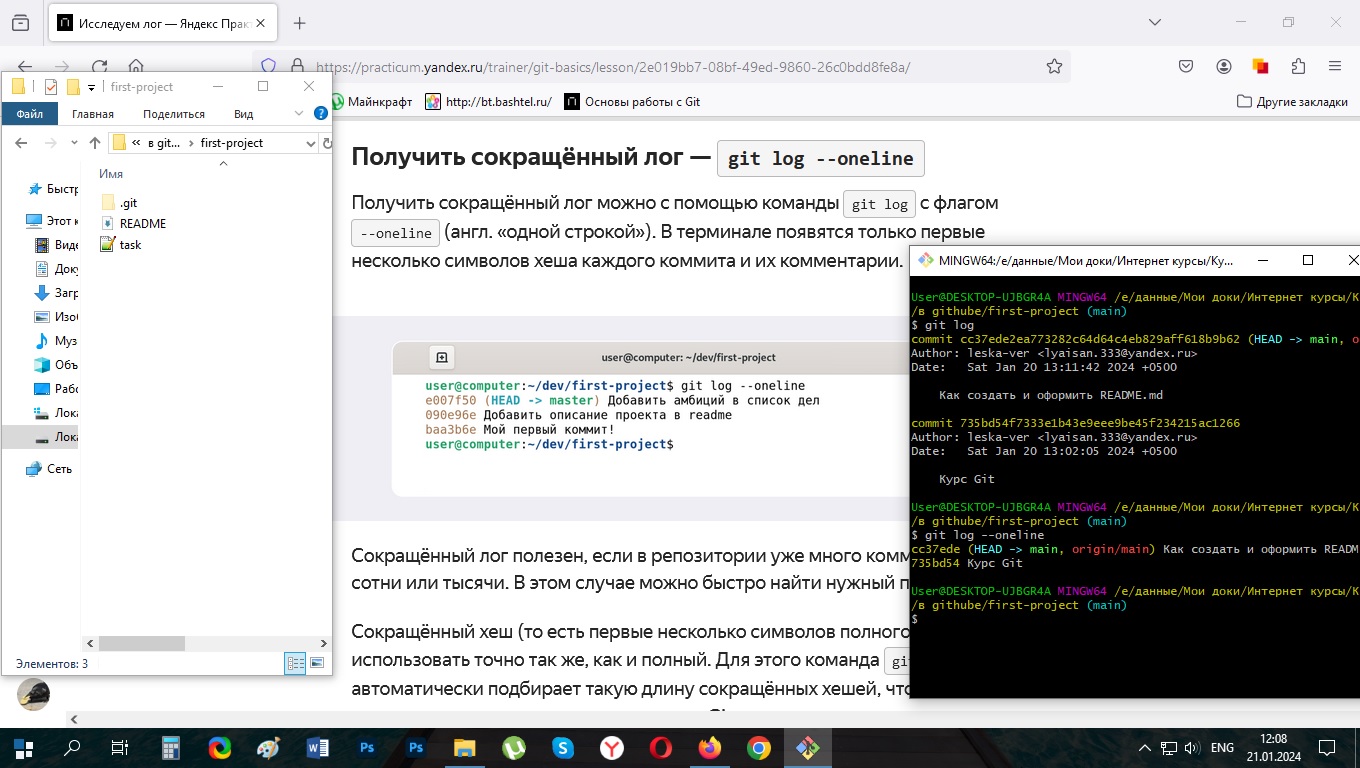 Исследуем лог — Яндекс Прак
https://practicum.yandex.ru/trainer/git-basics/lesson/2e019bb7-08bf-49ed-9860-26c0bdd8fe8a/
Майнкрафт
http://bt.bashtel.ru/
Основы работы с Git
Другие закладки
first-project
Файл
Главная
Поделиться
Вид
« в git... › first-project
Имя
.git
README
task
Быстр
Этот к
Виде
Доку
Загр
Изоб
Муз
Объ
Рабо
Лока
Лока
Сеть
Элементов: 3
Получить сокращённый лог — git log --oneline
Получить сокращённый лог можно с помощью команды git log с флагом
--oneline (англ. «одной строкой»). В терминале появятся только первые
несколько символов хеша каждого коммита и их комментарии.
user@computer: ~/dev/first-project
user@computer:~/dev/first-project$ git log --oneline
e007f50 (HEAD -> master) Добавить амбиций в список дел
090e96e Добавить описание проекта в readme
baa3b6e Мой первый коммит!
user@computer:~/dev/first-project$
Сокращённый лог полезен, если в репозитории уже много комм
сотни или тысячи. В этом случае можно быстро найти нужный п
Сокращённый хеш (то есть первые несколько символов полного
использовать точно так же, как и полный. Для этого команда gi
автоматически подбирает такую длину сокращённых хешей, что
MINGW64:/e/данные/Мои доки/Интернет курсы/Ку...
User@DESKTOP-UJBGR4A MINGW64 /e/данные/Мои доки/Интернет курсы/К
/в githube/first-project (main)
$ git log
commit cc37ede2ea773282c64d64c4eb829aff618b9b62 (HEAD -> main, o
Author: leska-ver <lyaisan.333@yandex.ru>
Date:   Sat Jan 20 13:11:42 2024 +0500
Как создать и оформить README.md
commit 735bd54f7333e1b43e9eee9be45f234215ac1266
Author: leska-ver <lyaisan.333@yandex.ru>
Date:   Sat Jan 20 13:02:05 2024 +0500
Курс Git
User@DESKTOP-UJBGR4A MINGW64 /e/данные/Мои доки/Интернет курсы/К
/в githube/first-project (main)
$ git log --oneline
cc37ede (HEAD -> main, origin/main) Как создать и оформить READM
735bd54 Курс Git
User@DESKTOP-UJBGR4A MINGW64 /e/данные/Мои доки/Интернет курсы/К
/в githube/first-project (main)
$
ENG
12:08
21.01.2024